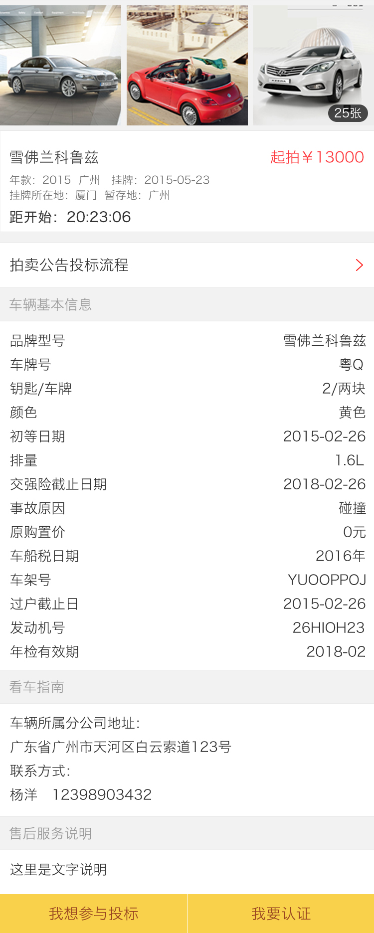 25张
雪佛兰科鲁兹 起拍￥13000
年款：2015 广州 挂牌：2015-05-23
挂牌所在地：厦门 暂存地：广州
距开始：20:23:06
拍卖公告投标流程
车辆基本信息
品牌型号 雪佛兰科鲁兹
车牌号 粤Q
钥匙/车牌 2/两块
颜色 黄色
初等日期 2015-02-26
排量 1.6L
交强险截止日期 2018-02-26
事故原因 碰撞
原购置价 0元
车船税日期 2016年
车架号 YUOOPPOJ
过户截止日 2015-02-26
发动机号 26HIOH23
年检有效期 2018-02
看车指南
车辆所属分公司地址：
广东省广州市天河区白云索道123号
联系方式：
杨洋 12398903432
售后服务说明
这里是文字说明
我想参与投标 我要认证